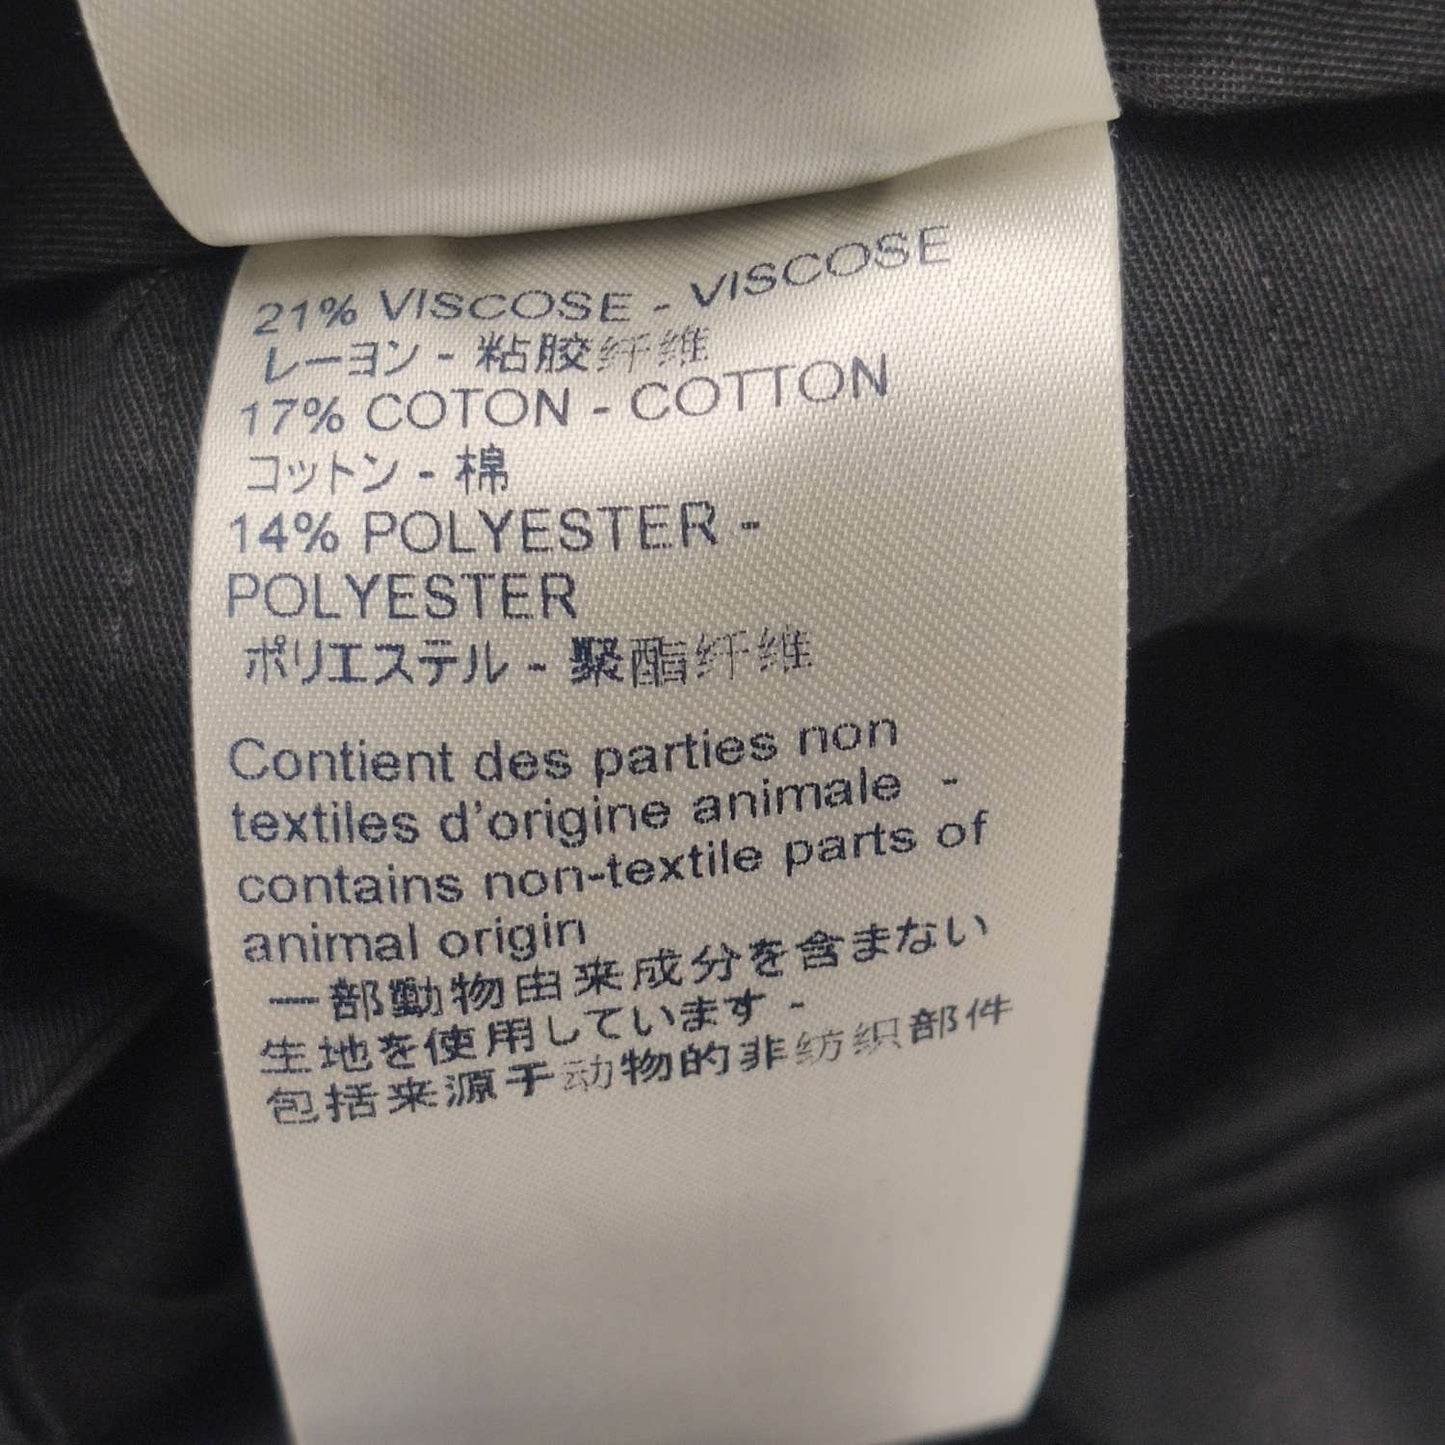 21% VISCOSE - VISCOSE
レーヨン - 粘胶纤维
17% COTON - COTTON
コットン - 棉
14% POLYESTER -
POLYESTER
ポリエステル - 聚酯纤维
Contient des parties non
textiles d'origine animale -
contains non-textile parts of
animal origin
一部動物由来成分を含まない
生地を使用しています -
包括来源于动物的非纺织部件